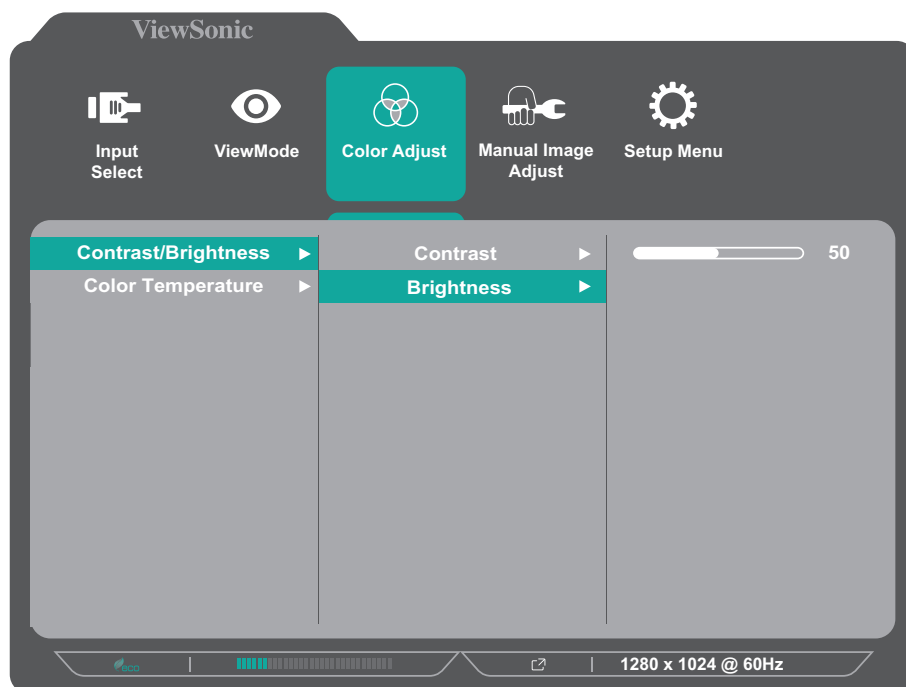 ViewSonic
Input
Select
ViewMode
Color Adjust
Manual Image
Adjust
Setup Menu
Contrast/Brightness
Color Temperature
Contrast
Brightness
50
eco
1280 x 1024 @ 60Hz